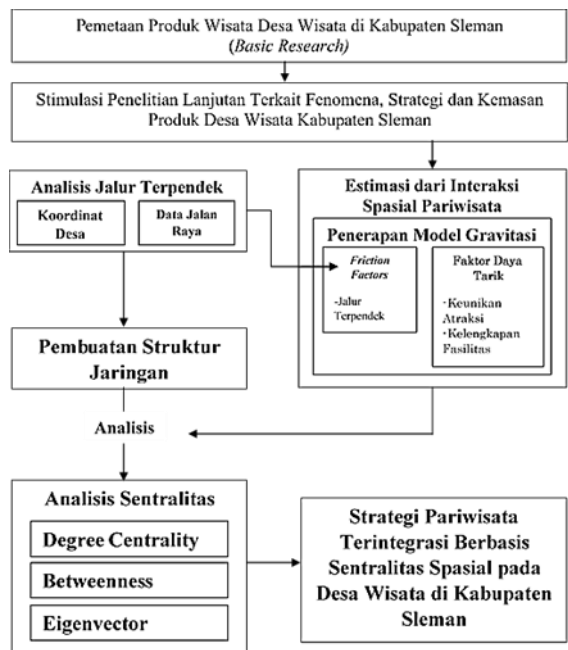 Pemetaan Produk Wisata Desa Wisata di Kabupaten Sleman
(Basic Research)
Stimulasi Penelitian Lanjutan Terkait Fenomena, Strategi dan Kemasan
Produk Desa Wisata Kabupaten Sleman
Analisis Jalur Terpendek
Koordinat
Desa
Data Jalan
Raya
Estimasi dari Interaksi
Spasial Pariwisata
Penerapan Model Gravitasi
Friction
Factors
-Jalur
Terpendek
Faktor Daya
Tarik
-Keunikan
Atraksi
-Kelengkapan
Fasilitas
Pembuatan Struktur
Jaringan
Analisis
Analisis Sentralitas
Degree Centrality
Betweenness
Eigenvector
Strategi Pariwisata
Terintegrasi Berbasis
Sentralitas Spasial pada
Desa Wisata di Kabupaten
Sleman